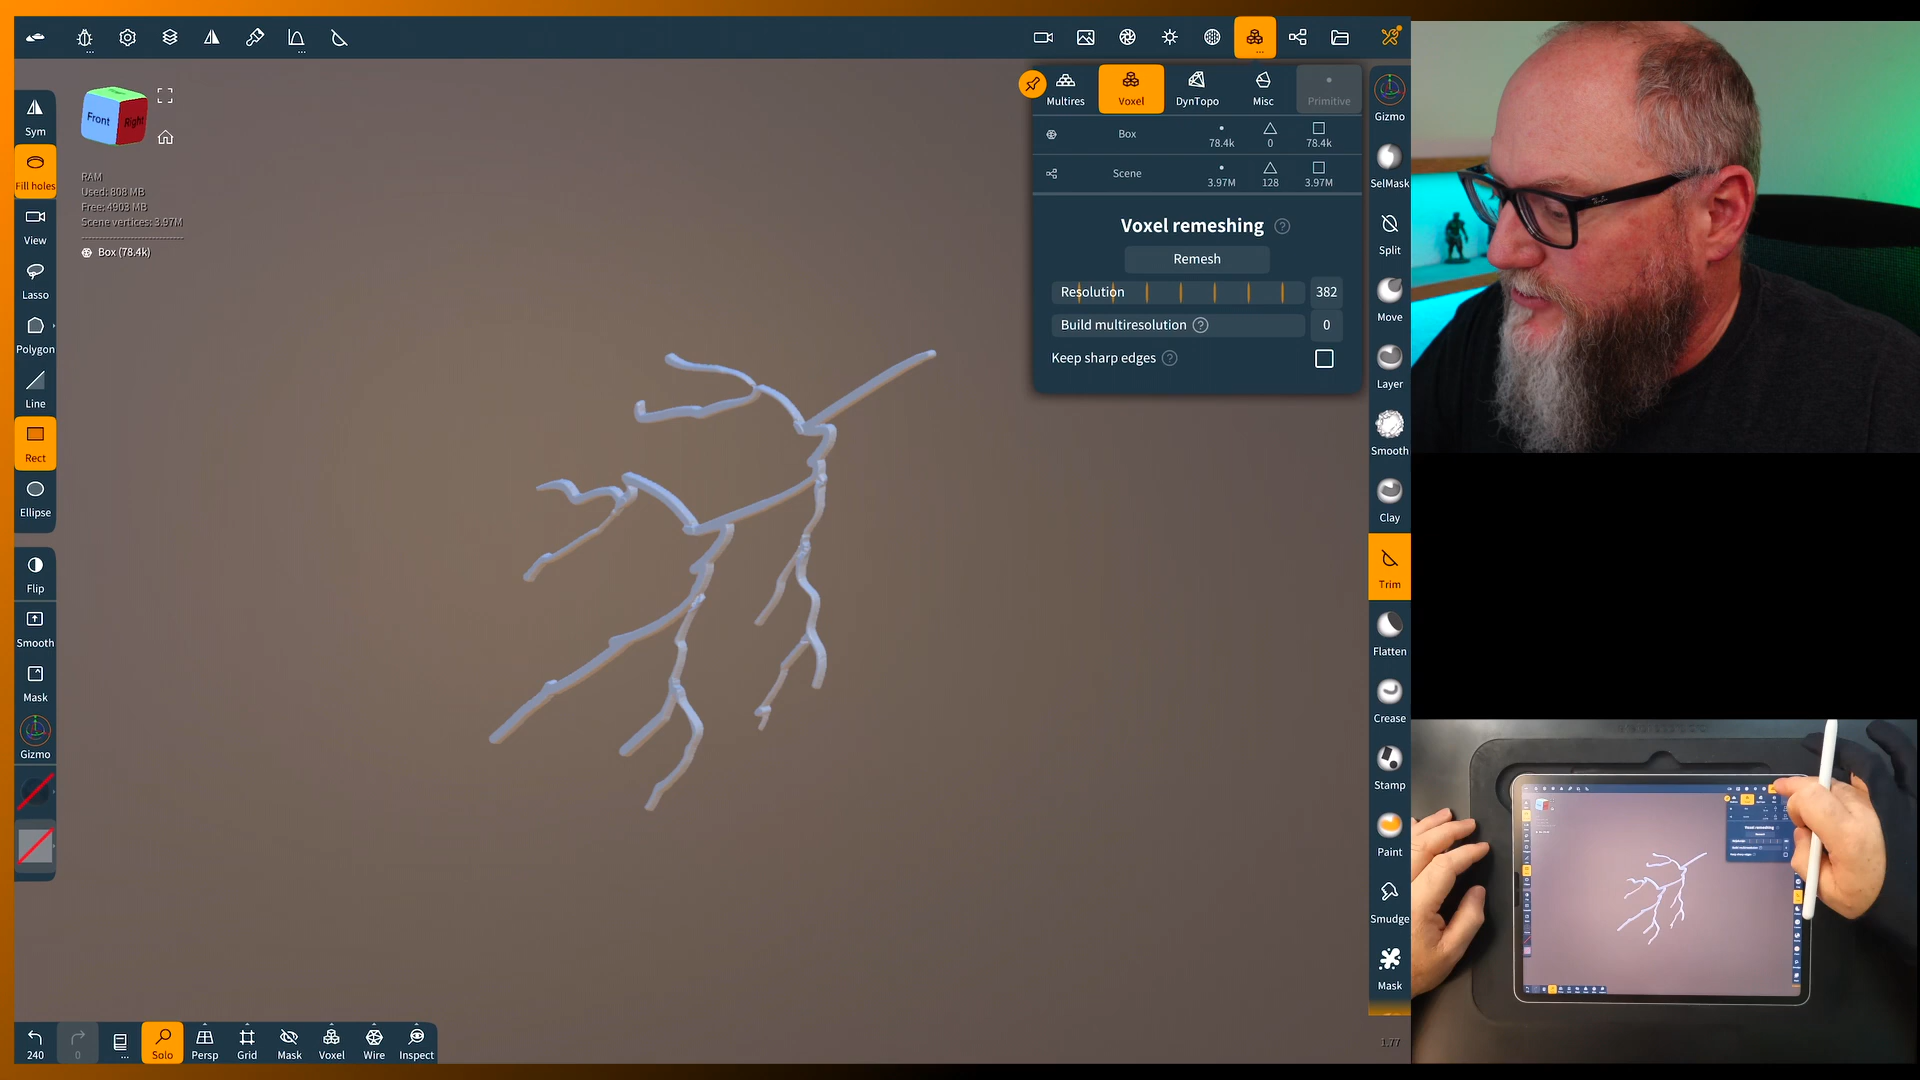 Sym
Fill holes
View
Lasso
Polygon
Line
Rect
Ellipse
Flip
Smooth
Mask
Gizmo
Front
Right
RAM
Used: 808 MB
Free: 4903 MB
Scene vertices: 3.97M
Box (78.4k)
Multires
Voxel
DynTopo
Misc
Primitive
Box
78.4k
0
78.4k
Scene
3.97M
128
3.97M
Voxel remeshing ?
Remesh
Resolution
382
Build multiresolution ?
0
Keep sharp edges ?
Gizmo
SelMask
Split
Move
Layer
Smooth
Clay
Trim
Flatten
Crease
Stamp
Paint
Smudge
Mask
240
0
...
Solo
Persp
Grid
Mask
Voxel
Wire
Inspect
1.77